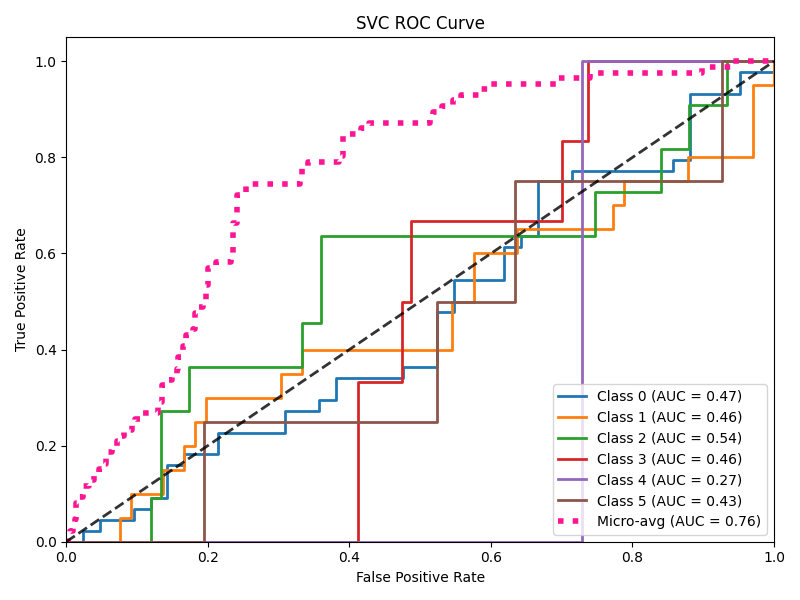 SVC ROC Curve
True Positive Rate
1.0
0.8
0.6
0.4
0.2
0.0
Class 0 (AUC = 0.47)
Class 1 (AUC = 0.46)
Class 2 (AUC = 0.54)
Class 3 (AUC = 0.46)
Class 4 (AUC = 0.27)
Class 5 (AUC = 0.43)
Micro-avg (AUC = 0.76)
0.0 0.2 0.4 0.6 0.8 1.0
False Positive Rate